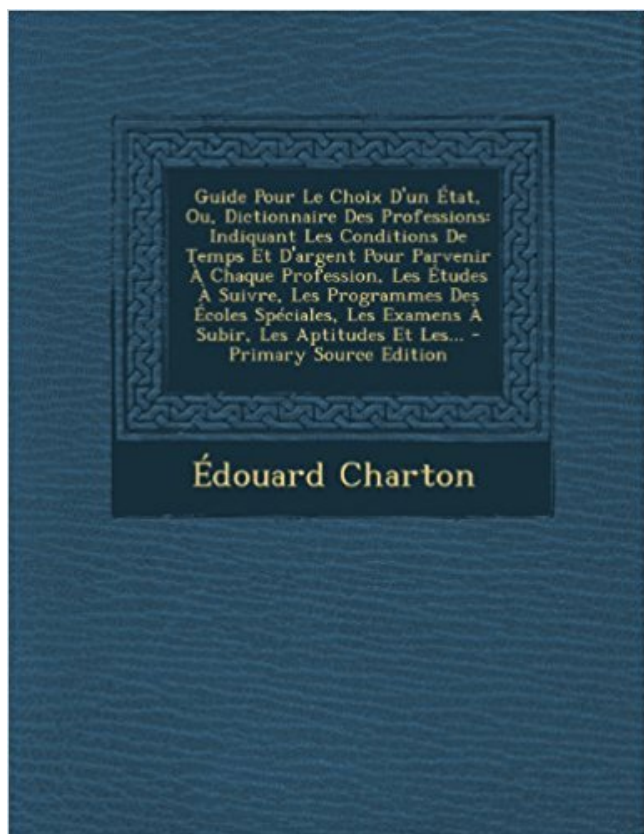 Guide Pour Le Choix D'un État,
Ou, Dictionnaire Des Professions:
Indiquant Les Conditions De
Temps Et D'argent Pour Parvenir
À Chaque Profession, Les Études
À Suivre, Les Programmes Des
Écoles Spéciales, Les Examens À
Subir, Les Aptitudes Et Les... -
Primary Source Edition
Édouard Charton